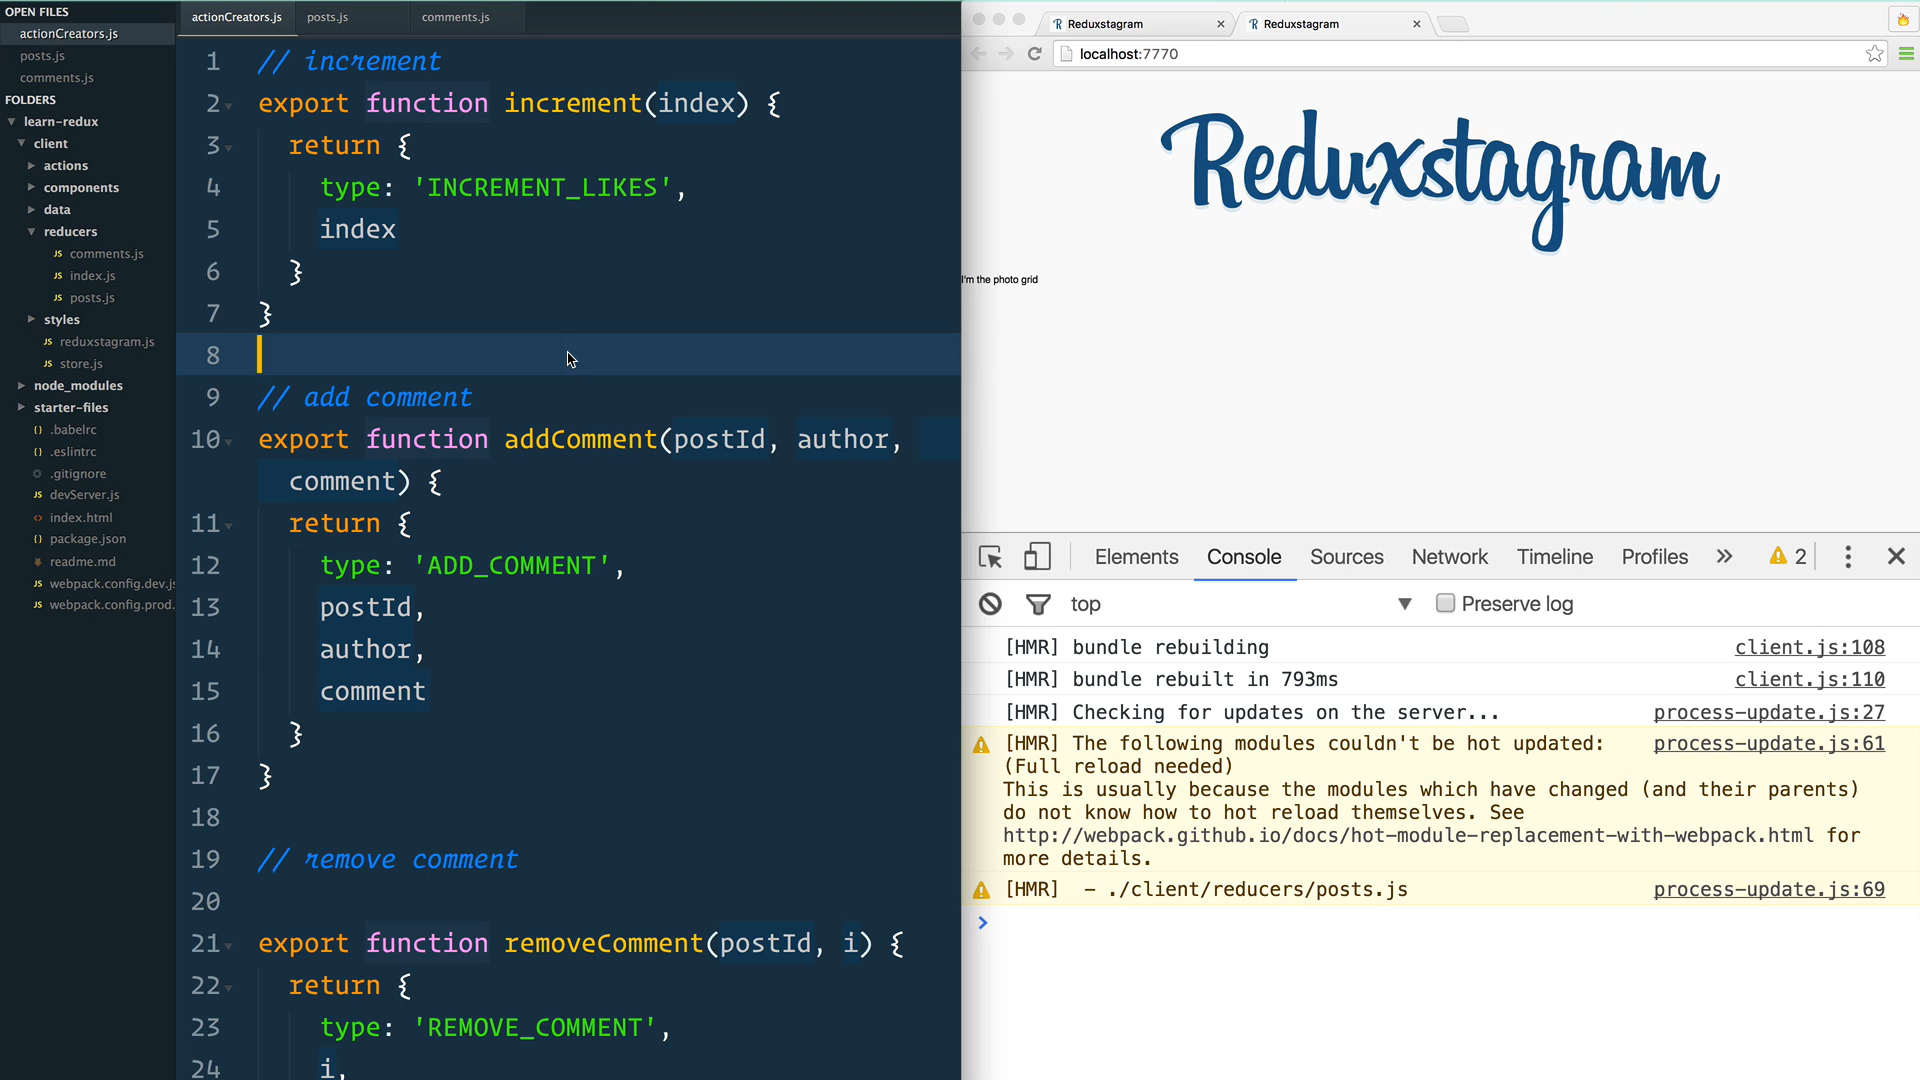 OPEN FILES
actionCreators.js
posts.js
comments.js
FOLDERS
learn-redux
client
actions
components
data
reducers
JS comments.js
JS index.js
JS posts.js
styles
JS reduxstagram.js
JS store.js
node_modules
starter-files
{} .babelrc
{} .eslintrc
.gitignore
JS devServer.js
<> index.html
{} package.json
readme.md
JS webpack.config.dev.js
JS webpack.config.prod.
actionCreators.js posts.js comments.js
1 // increment
2 export function increment(index) {
3 return {
4 type: 'INCREMENT_LIKES',
5 index
6 }
7 }
8
9 // add comment
10 export function addComment(postId, author,
comment) {
11 return {
12 type: 'ADD_COMMENT',
13 postId,
14 author,
15 comment
16 }
17 }
18
19 // remove comment
20
21 export function removeComment(postId, i) {
22 return {
23 type: 'REMOVE_COMMENT',
24 i,
R Reduxstagram × R Reduxstagram ×
localhost:7770
Reduxstagram
I'm the photo grid
Elements Console Sources Network Timeline Profiles » 2
top Preserve log
[HMR] bundle rebuilding client.js:108
[HMR] bundle rebuilt in 793ms client.js:110
[HMR] Checking for updates on the server... process-update.js:27
[HMR] The following modules couldn't be hot updated: process-update.js:61
(Full reload needed)
This is usually because the modules which have changed (and their parents)
do not know how to hot reload themselves. See
http://webpack.github.io/docs/hot-module-replacement-with-webpack.html for
more details.
[HMR] - ./client/reducers/posts.js process-update.js:69
>